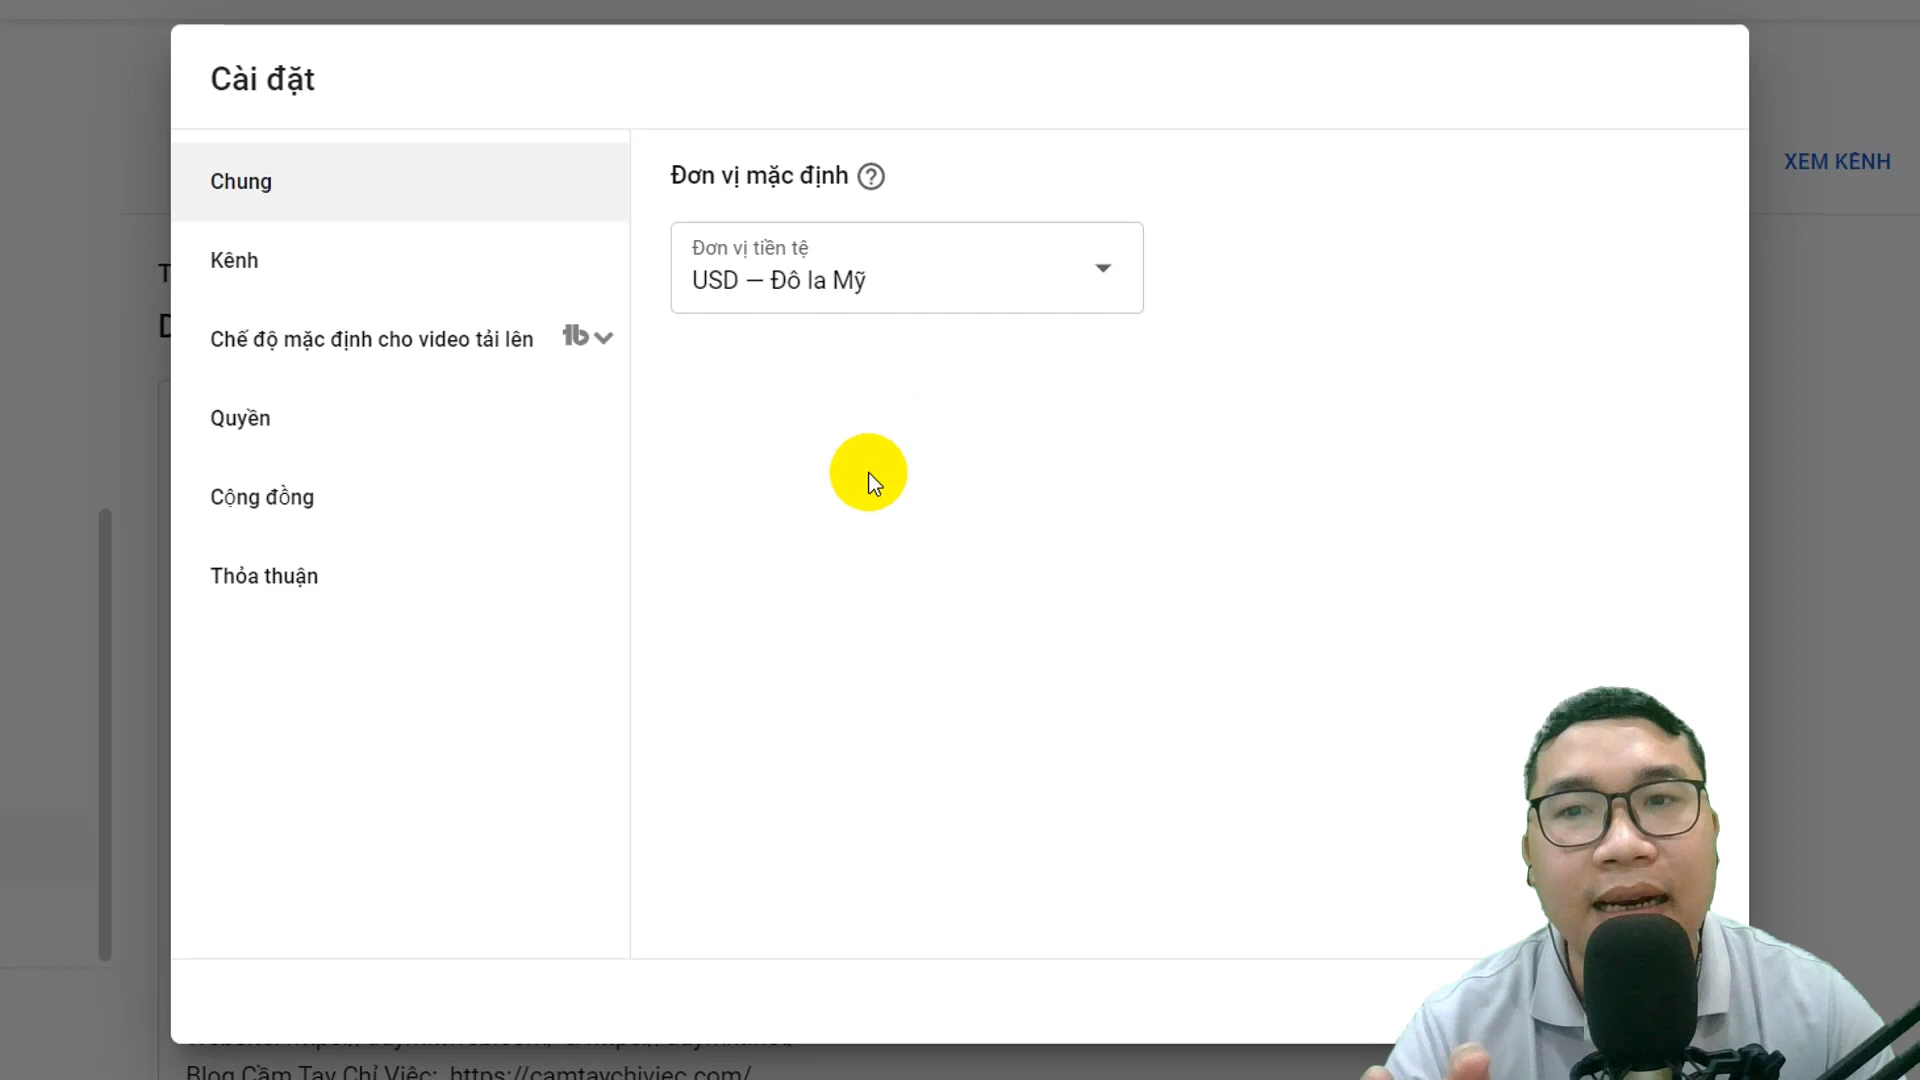 Cài đặt
Chung
Kênh
Chế độ mặc định cho video tải lên
Quyền
Cộng đồng
Thỏa thuận
Đơn vị mặc định
Đơn vị tiền tệ
USD — Đô la Mỹ
XEM KÊNH
Blog Cầm Tay Chỉ Việc: https://camtaychiviec.com/